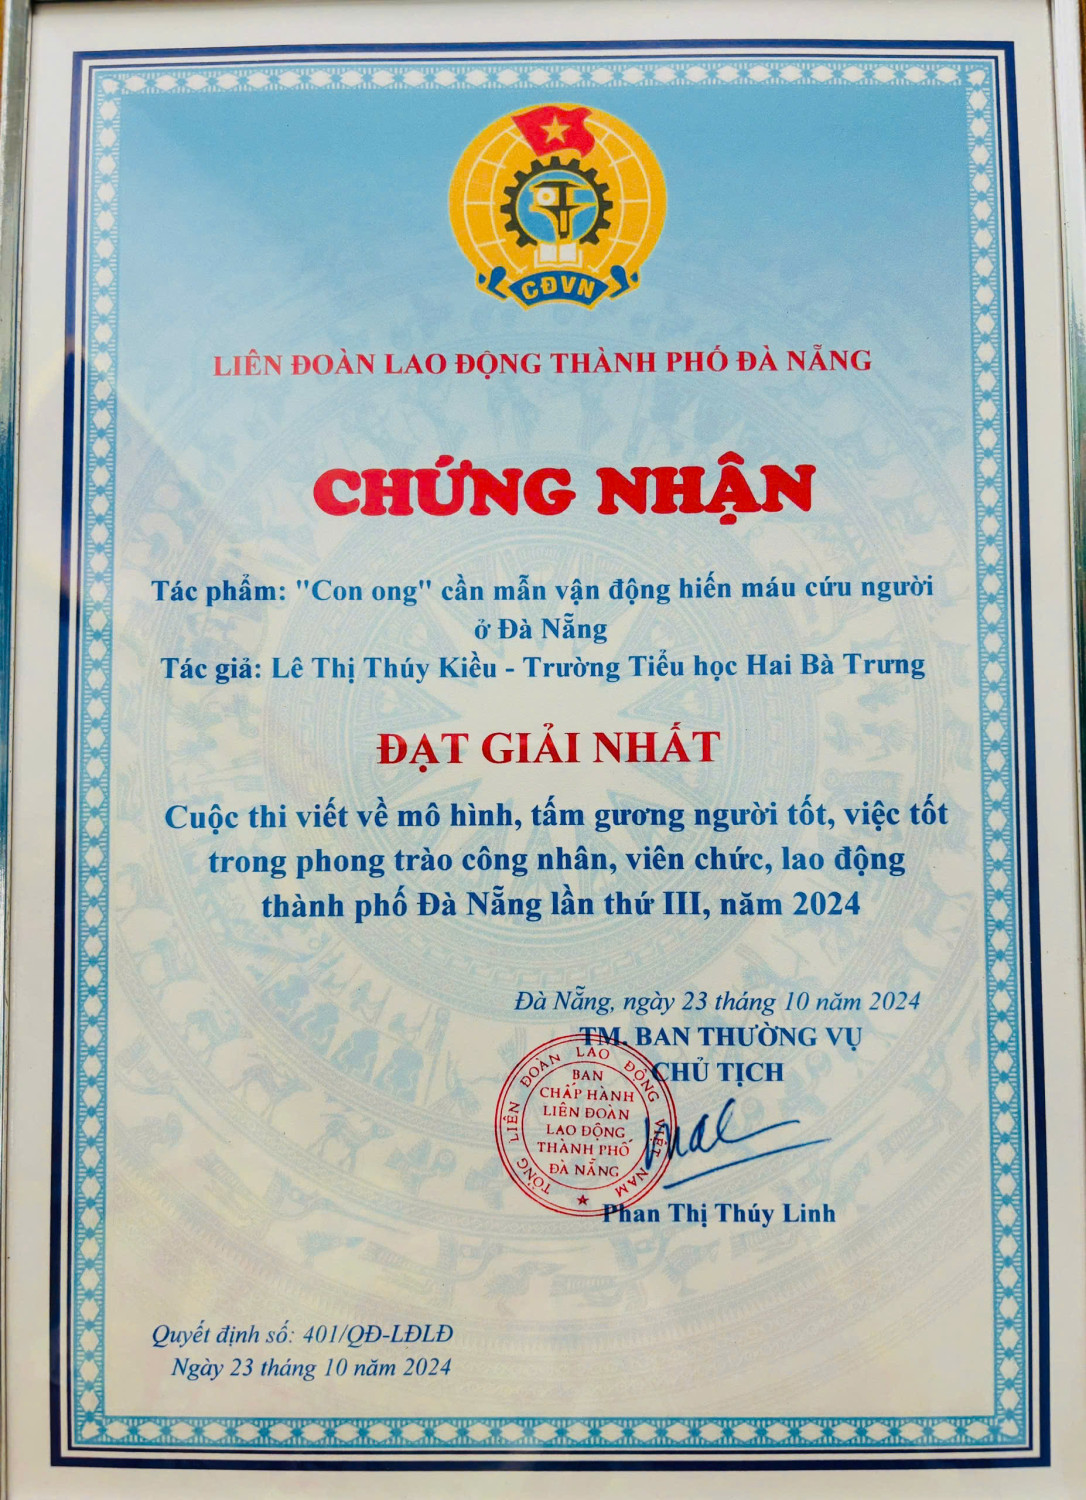 CĐVN
LIÊN ĐOÀN LAO ĐỘNG THÀNH PHỐ ĐÀ NẴNG
CHỨNG NHẬN
Tác phẩm: "Con ong" cần mẫn vận động hiến máu cứu người
ở Đà Nẵng
Tác giả: Lê Thị Thúy Kiều - Trường Tiểu học Hai Bà Trưng
ĐẠT GIẢI NHẤT
Cuộc thi viết về mô hình, tấm gương người tốt, việc tốt
trong phong trào công nhân, viên chức, lao động
thành phố Đà Nẵng lần thứ III, năm 2024
Đà Nẵng, ngày 23 tháng 10 năm 2024
TM. BAN THƯỜNG VỤ
CHỦ TỊCH
TỔNG LIÊN ĐOÀN LAO ĐỘNG VIỆT NAM
BAN
CHẤP HÀNH
LIÊN ĐOÀN
LAO ĐỘNG
THÀNH PHỐ
ĐÀ NẴNG
Phan Thị Thúy Linh
Quyết định số: 401/QĐ-LĐLĐ
Ngày 23 tháng 10 năm 2024